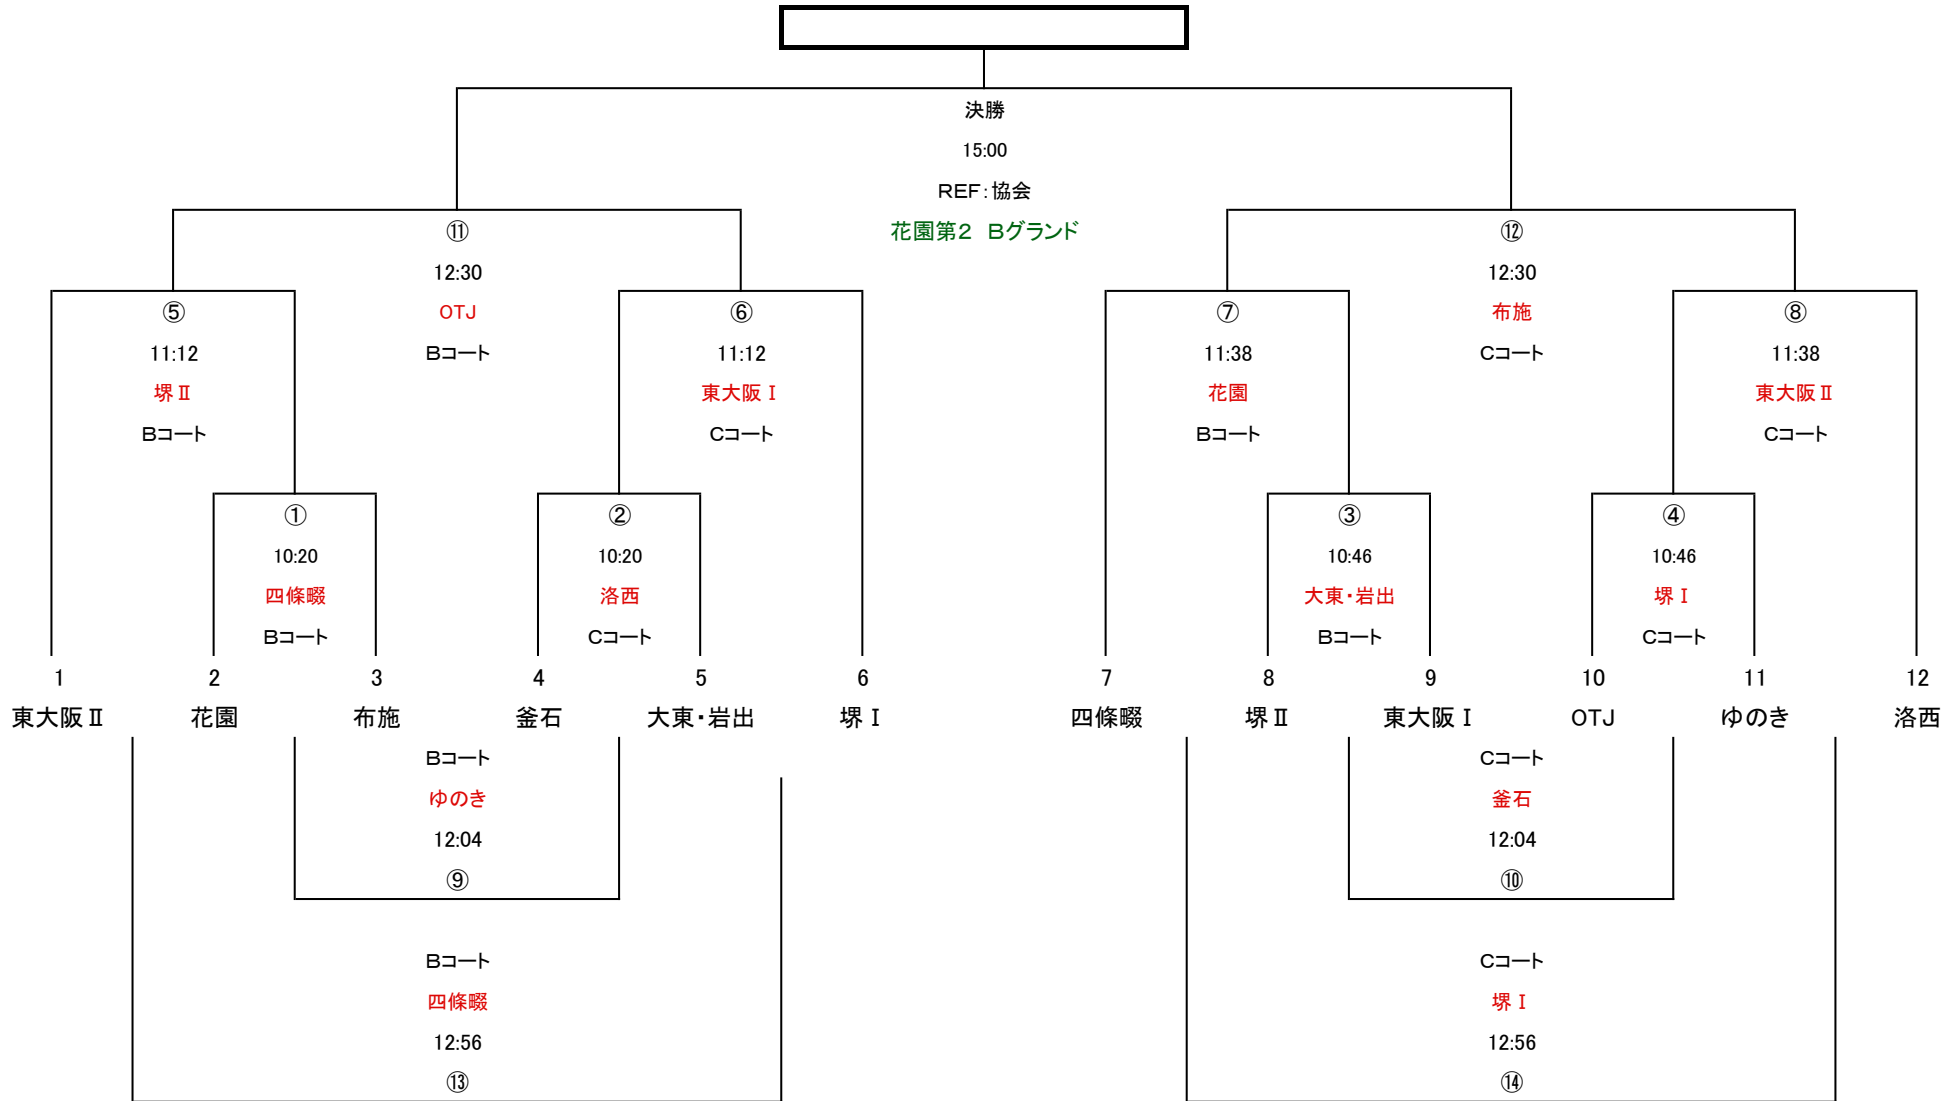 決勝
15:00
REF：協会
花園第２　Ｂグランド
⑪ ⑫
12:30 12:30
⑤ OTJ ⑥ ⑦ 布施 ⑧
11:12 Bコート 11:12 11:38 Cコート 11:38
堺Ⅱ 東大阪Ⅰ 花園 東大阪Ⅱ
Bコート Cコート Bコート Cコート
① ② ③ ④
10:20 10:20 10:46 10:46
四條畷 洛西 大東・岩出 堺Ⅰ
Bコート Cコート Bコート Cコート
1 2 3 4 5 6 7 8 9 10 11 12
東大阪Ⅱ 花園 布施 釜石 大東・岩出 堺Ⅰ 四條畷 堺Ⅱ 東大阪Ⅰ OTJ ゆのき 洛西
Bコート Cコート
ゆのき 釜石
12:04 12:04
⑨ ⑩
Bコート Cコート
四條畷 堺Ⅰ
12:56 12:56
⑬ ⑭